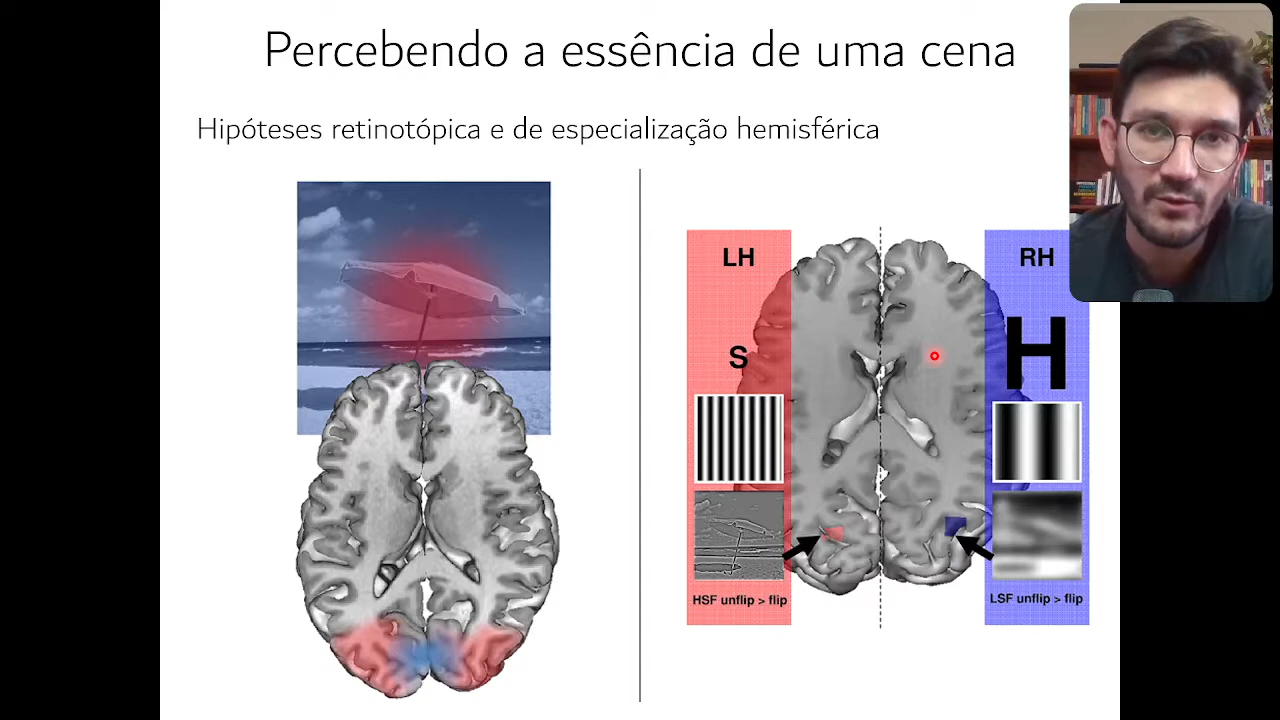 Percebendo a essência de uma cena
Hipóteses retinotópica e de especialização hemisférica
LH
RH
S
H
HSF unflip > flip
LSF unflip > flip